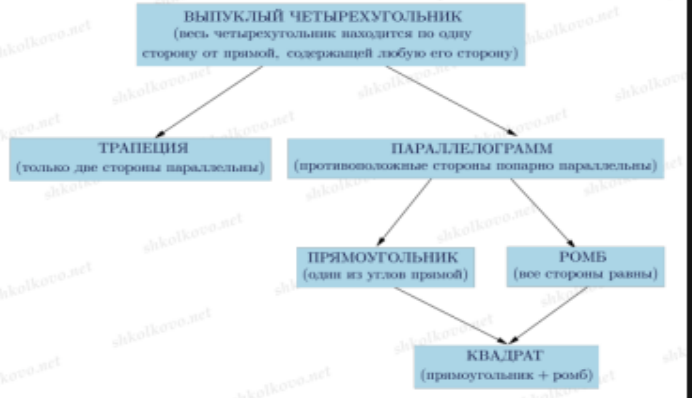 ВЫПУКЛЫЙ ЧЕТЫРЕХУГОЛЬНИК
(весь четырехугольник находится по одну
сторону от прямой, содержащей любую его сторону)
ТРАПЕЦИЯ
(только две стороны параллельны)
ПАРАЛЛЕЛОГРАММ
(противоположные стороны попарно параллельны)
ПРЯМОУГОЛЬНИК
(один из углов прямой)
РОМБ
(все стороны равны)
КВАДРАТ
(прямоугольник + ромб)
shkolkovo.net